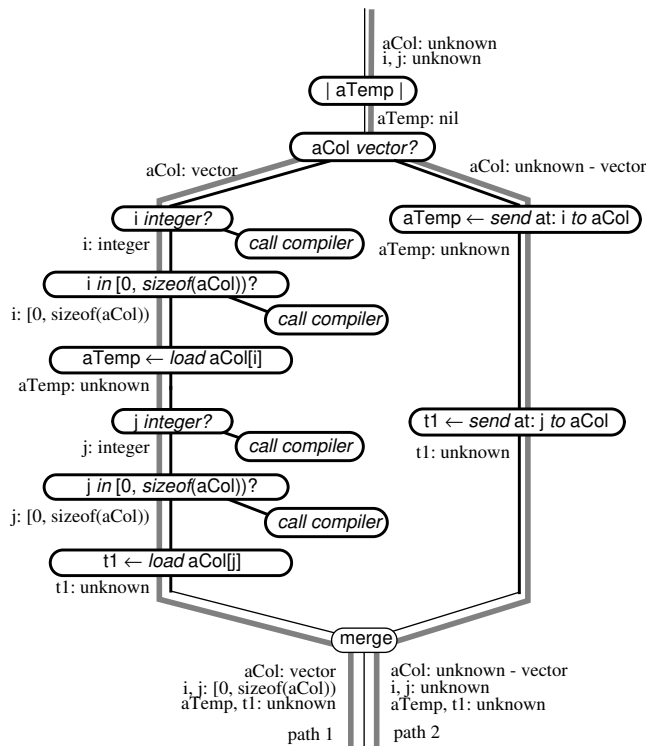 aCol: unknown
i, j: unknown
| aTemp |
aTemp: nil
aCol vector?
aCol: vector
aCol: unknown - vector
i integer?
aTemp ← send at: i to aCol
i: integer
call compiler
aTemp: unknown
i in [0, sizeof(aCol))?
i: [0, sizeof(aCol))
call compiler
aTemp ← load aCol[i]
aTemp: unknown
j integer?
t1 ← send at: j to aCol
j: integer
call compiler
t1: unknown
j in [0, sizeof(aCol))?
j: [0, sizeof(aCol))
call compiler
t1 ← load aCol[j]
t1: unknown
merge
aCol: vector
i, j: [0, sizeof(aCol))
aTemp, t1: unknown
path 1
aCol: unknown - vector
i, j: unknown
aTemp, t1: unknown
path 2